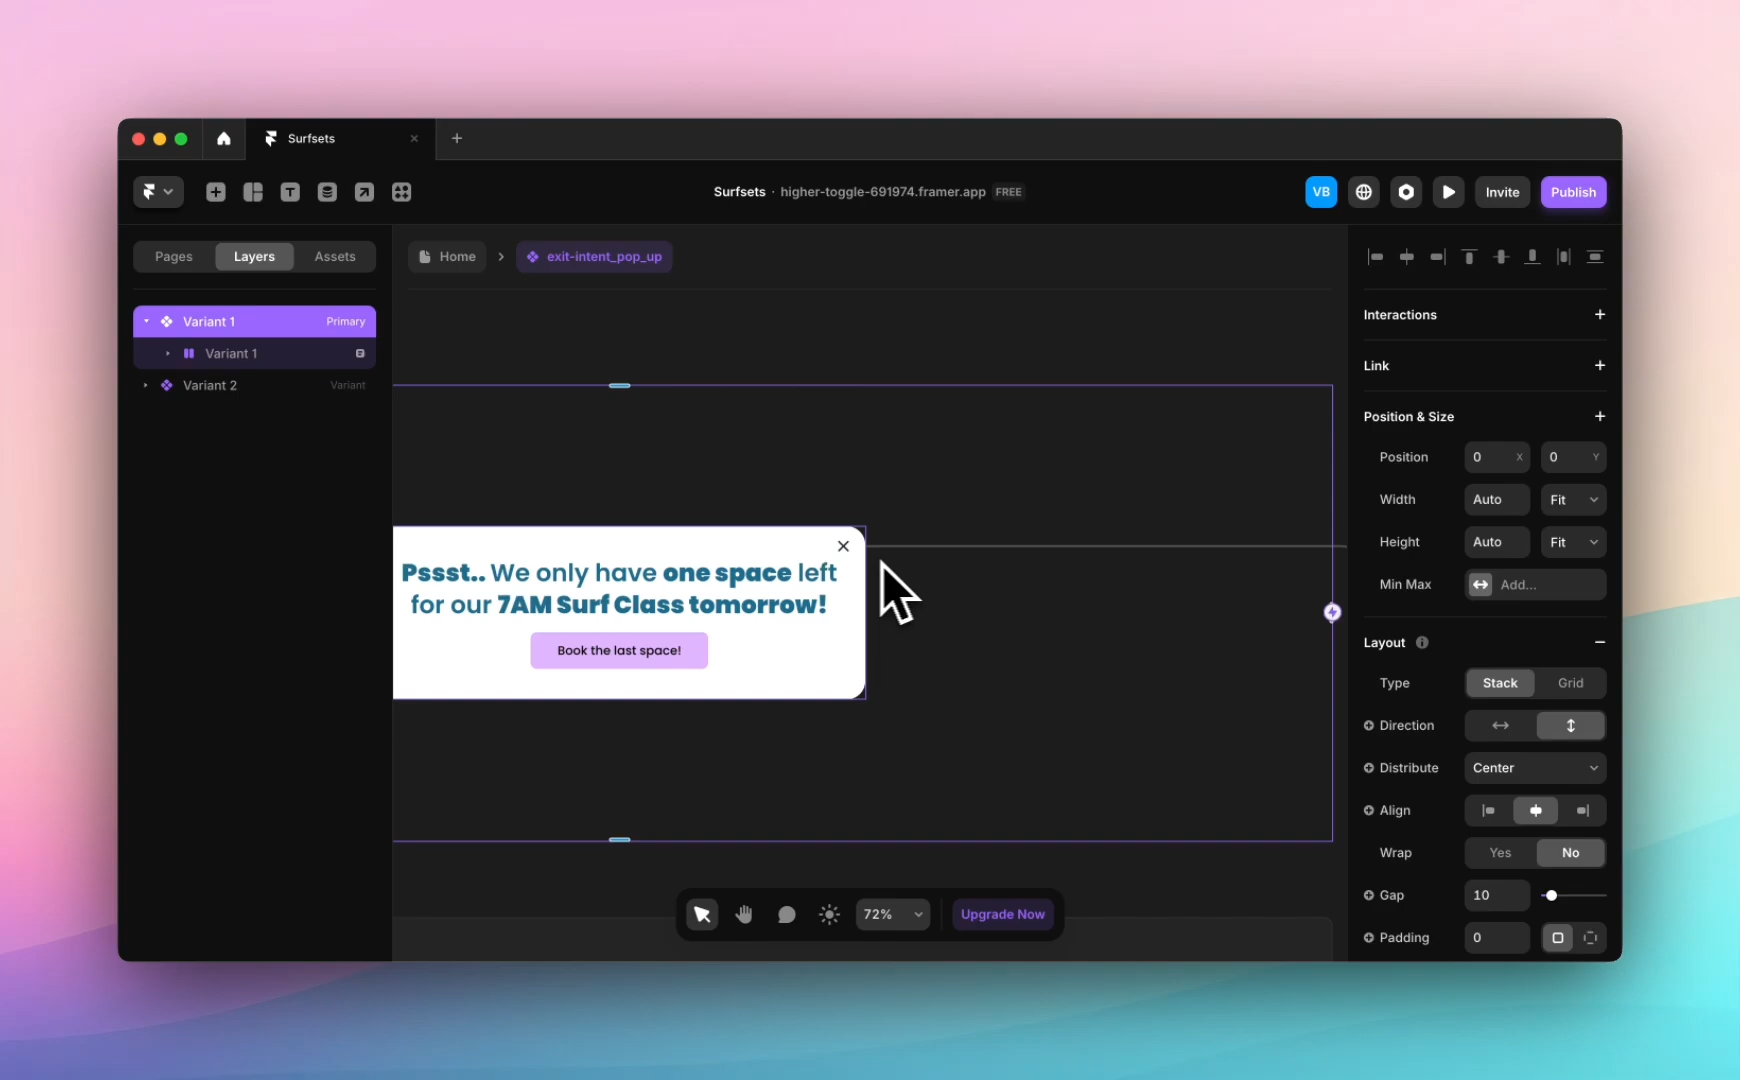 Surfsets
Surfsets · higher-toggle-691974.framer.app FREE
VB
Invite
Publish
Pages
Layers
Assets
Home
exit-intent_pop_up
Variant 1
Primary
Variant 1
Variant 2
Variant
Pssst.. We only have one space left
for our 7AM Surf Class tomorrow!
Book the last space!
72%
Upgrade Now
Interactions
Link
Position & Size
Position 0 X 0 Y
Width Auto Fit
Height Auto Fit
Min Max Add...
Layout
Type Stack Grid
Direction
Distribute Center
Align
Wrap Yes No
Gap 10
Padding 0